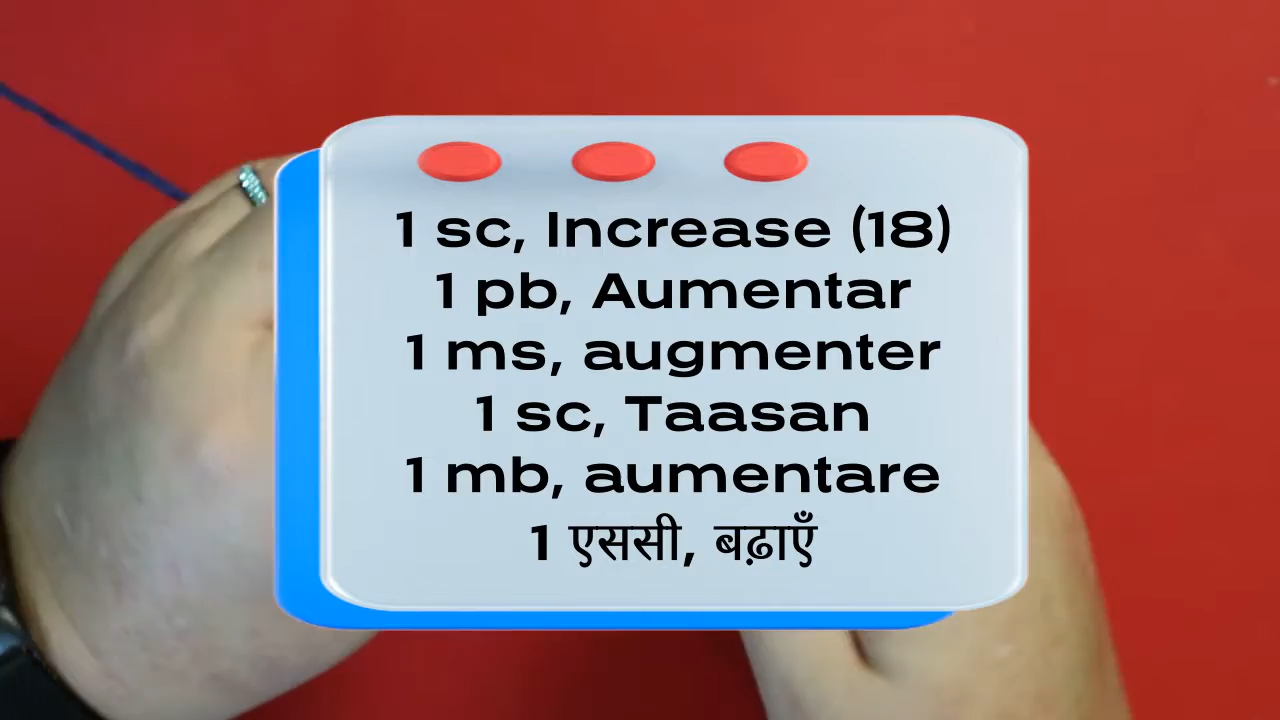 1 sc, Increase (18)
1 pb, Aumentar
1 ms, augmenter
1 sc, Taasan
1 mb, aumentare
1 एससी, बढ़ाएँ